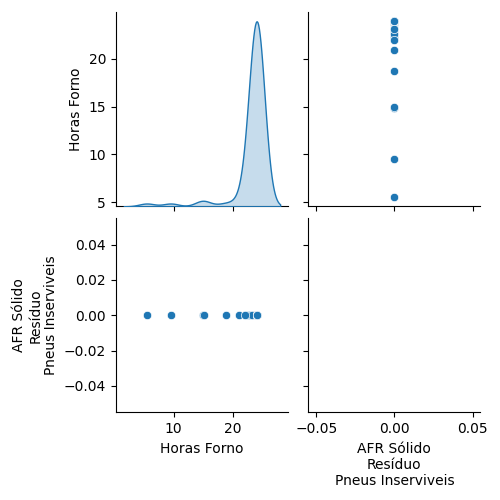 20
15
10
5
Horas Forno
0.04
0.02
0.00
−0.02
−0.04
AFR Sólido
Resíduo
Pneus Inserviveis
10 20
Horas Forno
−0.05 0.00 0.05
AFR Sólido
Resíduo
Pneus Inserviveis